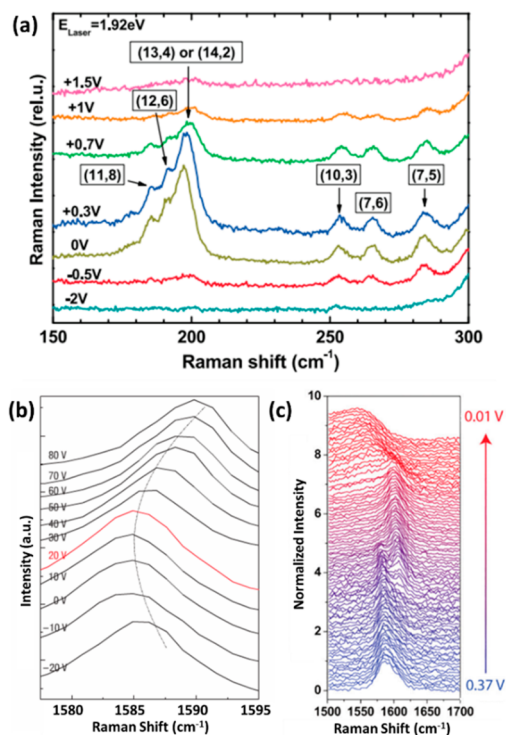 (a)
E Laser=1.92eV
(13,4) or (14,2)
+1.5V
(12,6)
+1V
+0.7V
(11,8)
(10,3)
(7,6)
(7,5)
+0.3V
0V
-0.5V
-2V
Raman Intensity (rel.u.)
150 200 250 300
Raman shift (cm⁻¹)
(b)
80 V
70 V
60 V
50 V
40 V
30 V
20 V
10 V
0 V
−10 V
−20 V
Intensity (a.u.)
1580 1585 1590 1595
Raman Shift (cm⁻¹)
(c)
10
8
6
4
2
0
Normalized Intensity
0.01 V
0.37 V
1500 1550 1600 1650 1700
Raman Shift (cm⁻¹)